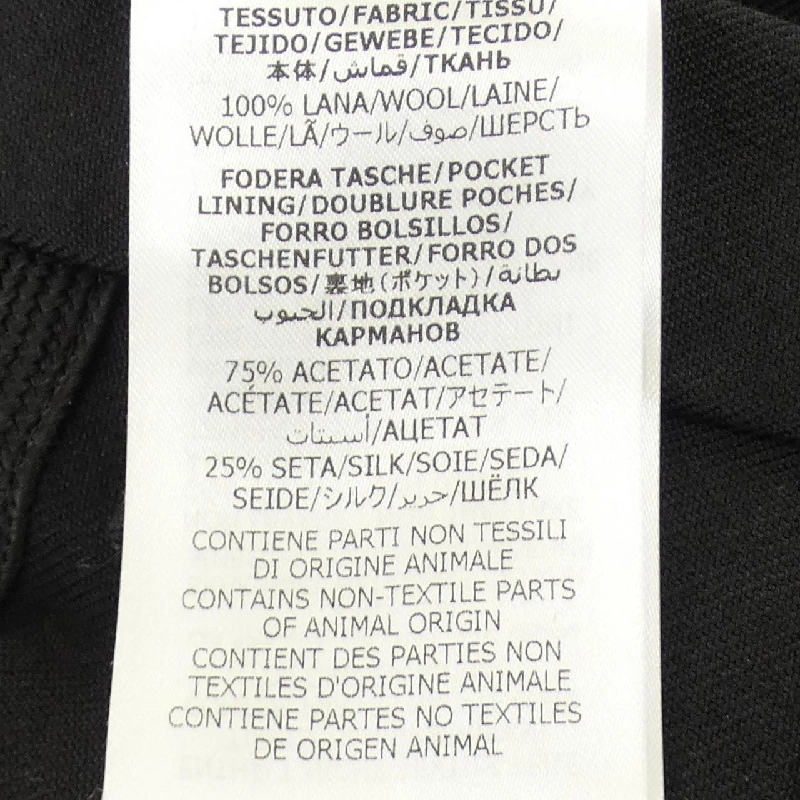 TESSUTO/FABRIC/TISSU/
TEJIDO/GEWEBE/TECIDO/
本体/قماش/ТКАНЬ
100% LANA/WOOL/LAINE/
WOLLE/LÃ/ウール/صوف/ШЕРСТЬ
FODERA TASCHE/POCKET
LINING/DOUBLURE POCHES/
FORRO BOLSILLOS/
TASCHENFUTTER/FORRO DOS
BOLSOS/裏地(ポケット)/بطانة
الجيوب/ПОДКЛАДКА
КАРМАНОВ
75% ACETATO/ACETATE/
ACÉTATE/ACETAT/アセテート/
أسيتات/АЦЕТАТ
25% SETA/SILK/SOIE/SEDA/
SEIDE/シルク/حرير/ШЁЛК
CONTIENE PARTI NON TESSILI
DI ORIGINE ANIMALE
CONTAINS NON-TEXTILE PARTS
OF ANIMAL ORIGIN
CONTIENT DES PARTIES NON
TEXTILES D'ORIGINE ANIMALE
CONTIENE PARTES NO TEXTILES
DE ORIGEN ANIMAL